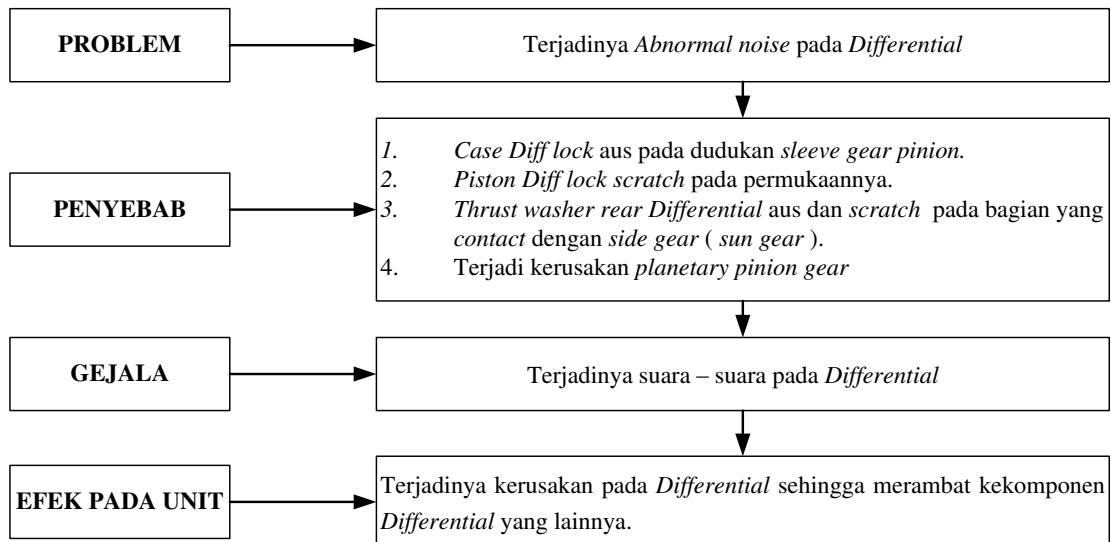 PROBLEM
Terjadinya Abnormal noise pada Differential
PENYEBAB
1. Case Diff lock aus pada dudukan sleeve gear pinion.
2. Piston Diff lock scratch pada permukaannya.
3. Thrust washer rear Differential aus dan scratch pada bagian yang
contact dengan side gear ( sun gear ).
4. Terjadi kerusakan planetary pinion gear
GEJALA
Terjadinya suara – suara pada Differential
EFEK PADA UNIT
Terjadinya kerusakan pada Differential sehingga merambat kekomponen
Differential yang lainnya.